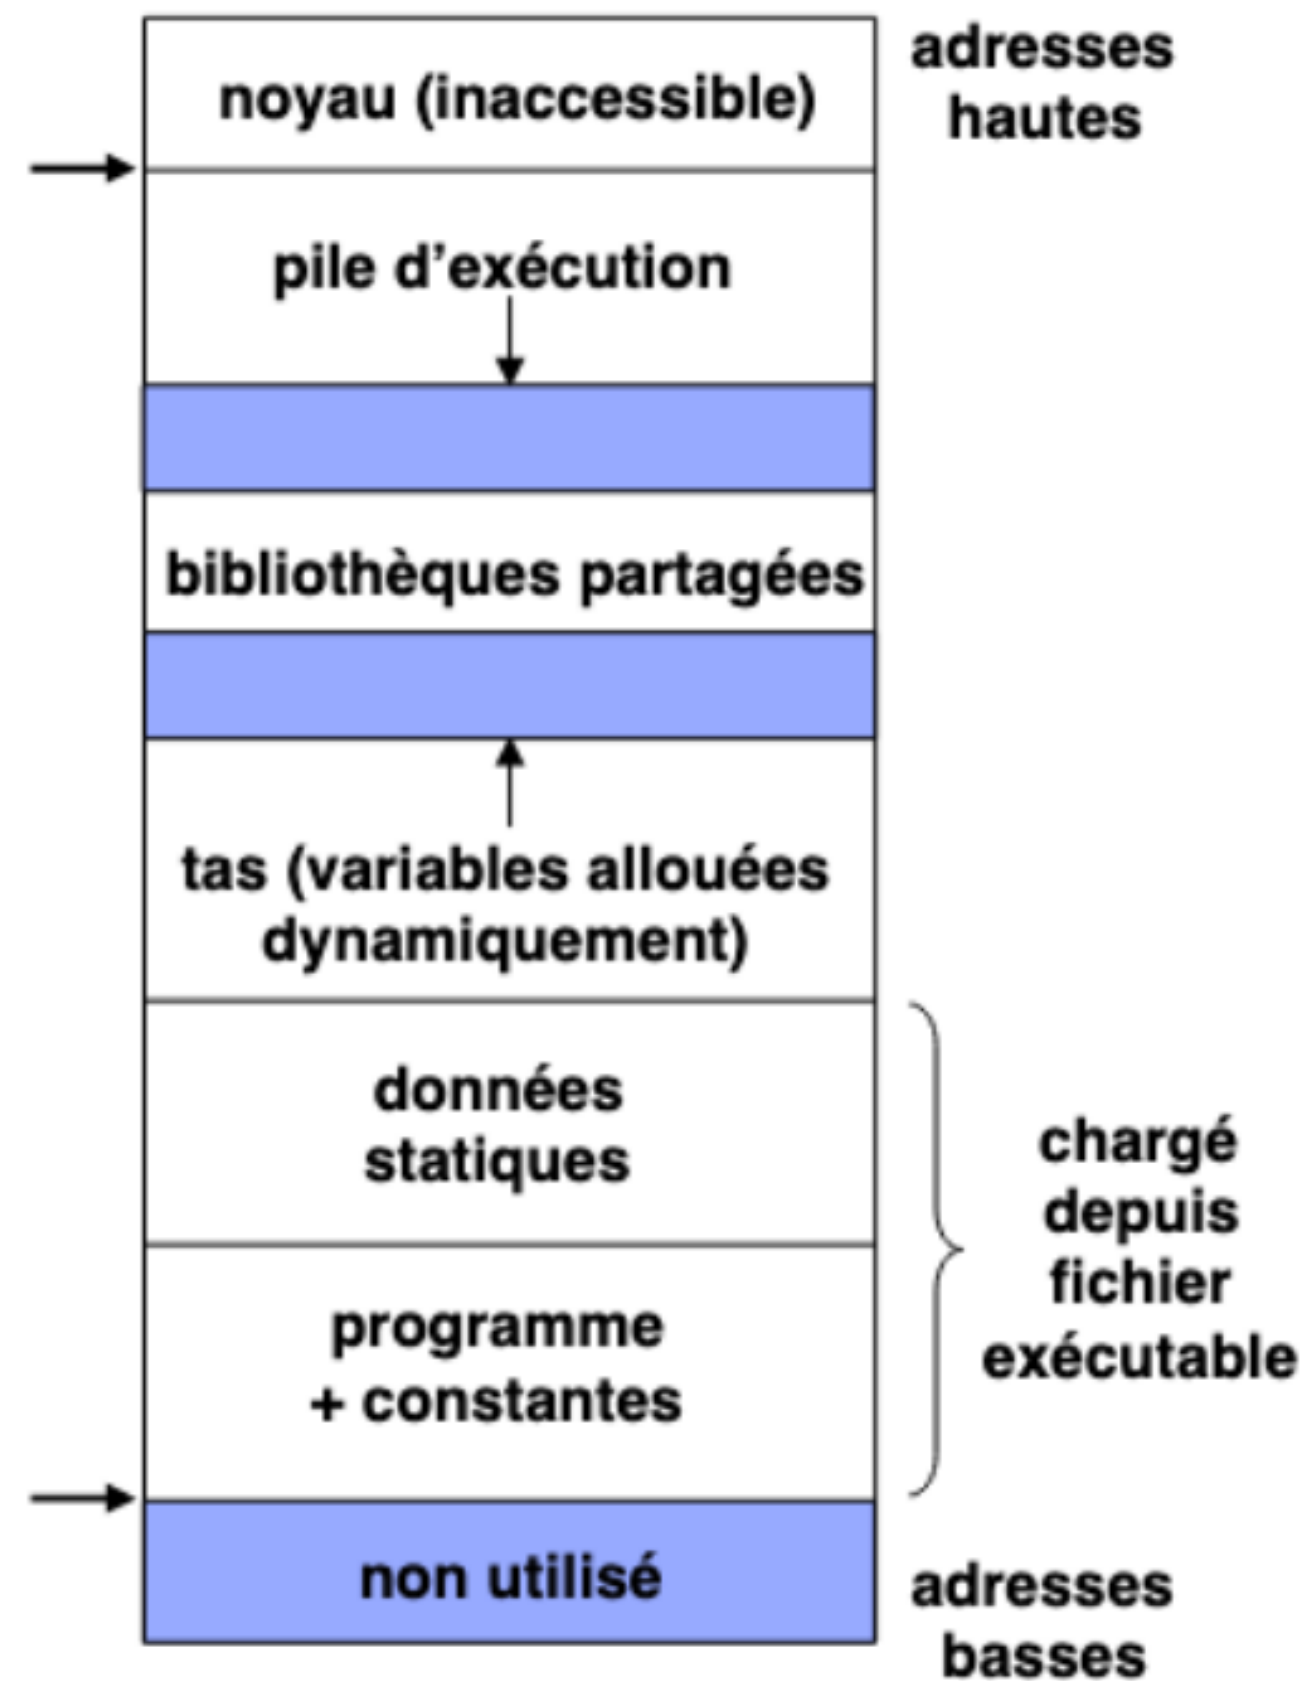 adresses
hautes
noyau (inaccessible)
pile d’exécution
bibliothèques partagées
tas (variables allouées
dynamiquement)
données
statiques
programme
+ constantes
chargé
depuis
fichier
exécutable
non utilisé
adresses
basses